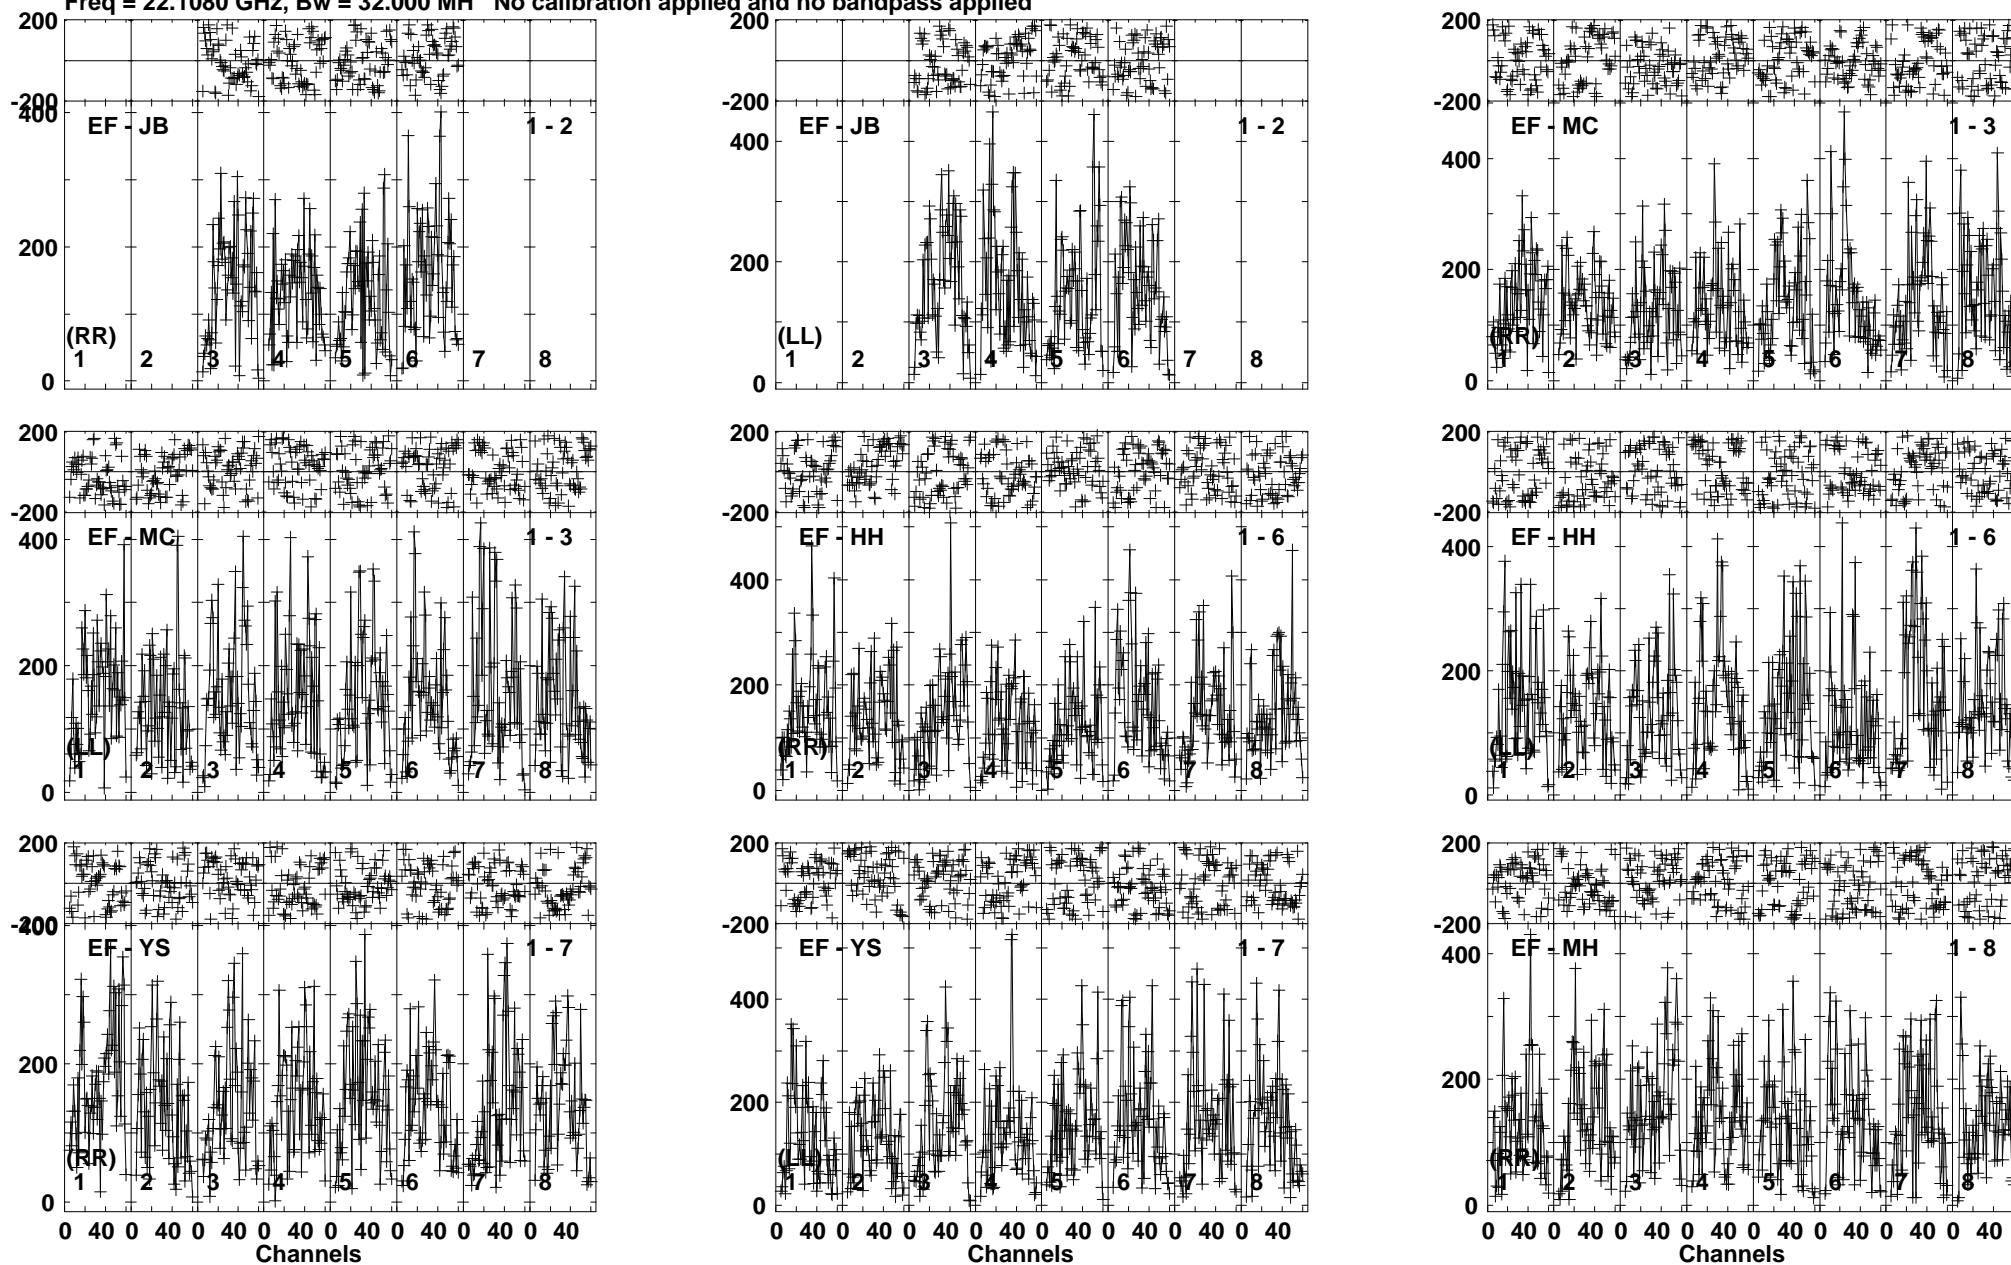 Freq = 22.1080 GHz, Bw = 32.000 MH No calibration applied and no bandpass applied
200 200 200
-200 -200 -200
400 EF - JB 1 - 2 EF - JB 1 - 2 EF - MC 1 - 3
400 400
200 200 200
(RR) (LL) (RR)
1 2 3 4 5 6 7 8 1 2 3 4 5 6 7 8 1 2 3 4 5 6 7 8
0 0 0
200 200 200
-200 -200 -200
400 EF - MC 1 - 3 EF - HH 1 - 6 400 EF - HH 1 - 6
400
200 200 200
(LL) (RR) (LL)
1 2 3 4 5 6 7 8 1 2 3 4 5 6 7 8 1 2 3 4 5 6 7 8
0 0 0
200 200 200
-200 -200 -200
400 EF - YS 1 - 7 EF - YS 1 - 7 400 EF - MH 1 - 8
400
200 200 200
(RR) (LL) (RR)
1 2 3 4 5 6 7 8 1 2 3 4 5 6 7 8 1 2 3 4 5 6 7 8
0 0 0
0 40 0 40 0 40 0 40 0 40 0 40 0 40 0 40 0 40 0 40 0 40 0 40 0 40 0 40 0 40 0 40 0 40 0 40 0 40 0 40 0 40 0 40 0 40 0 40
Channels Channels Channels